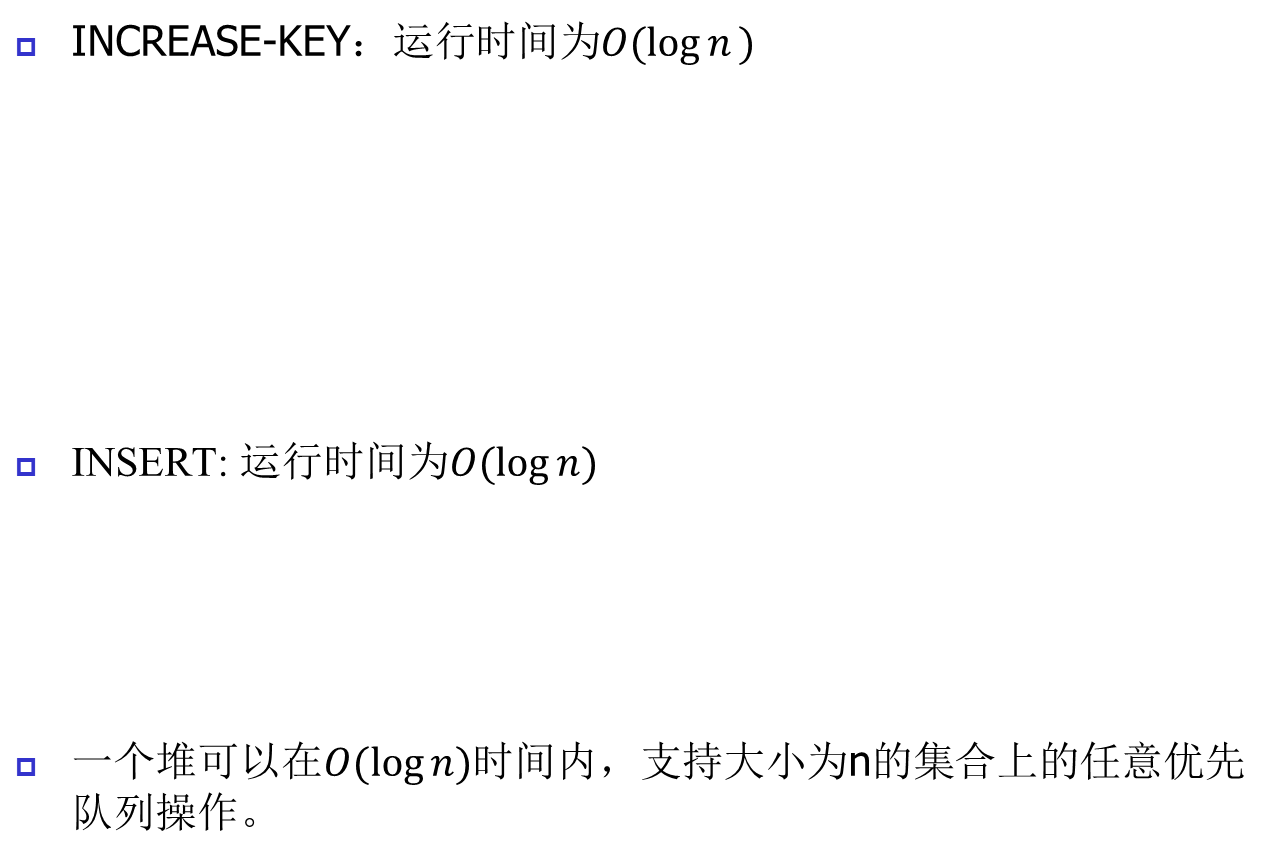 INCREASE-KEY：运行时间为O(log n )
INSERT: 运行时间为O(log n)
一个堆可以在O(log n)时间内，支持大小为n的集合上的任意优先
队列操作。